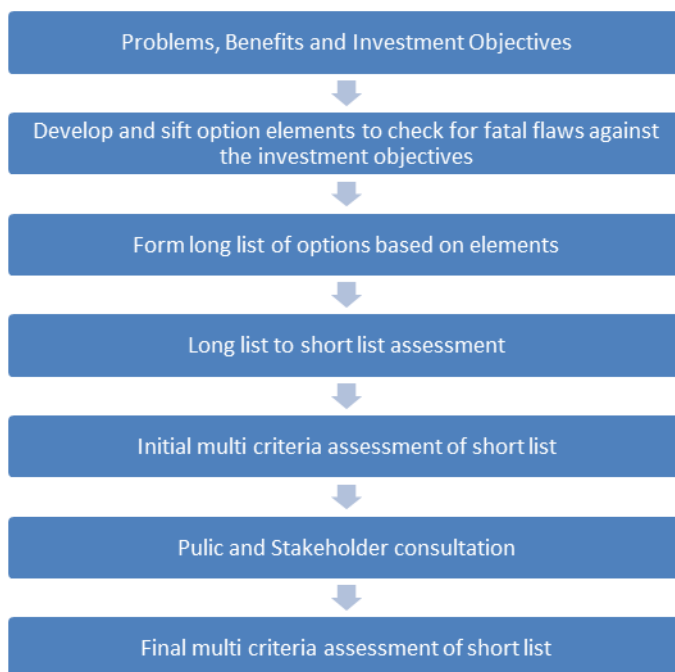 Problems, Benefits and Investment Objectives
Develop and sift option elements to check for fatal flaws against
the investment objectives
Form long list of options based on elements
Long list to short list assessment
Initial multi criteria assessment of short list
Pulic and Stakeholder consultation
Final multi criteria assessment of short list